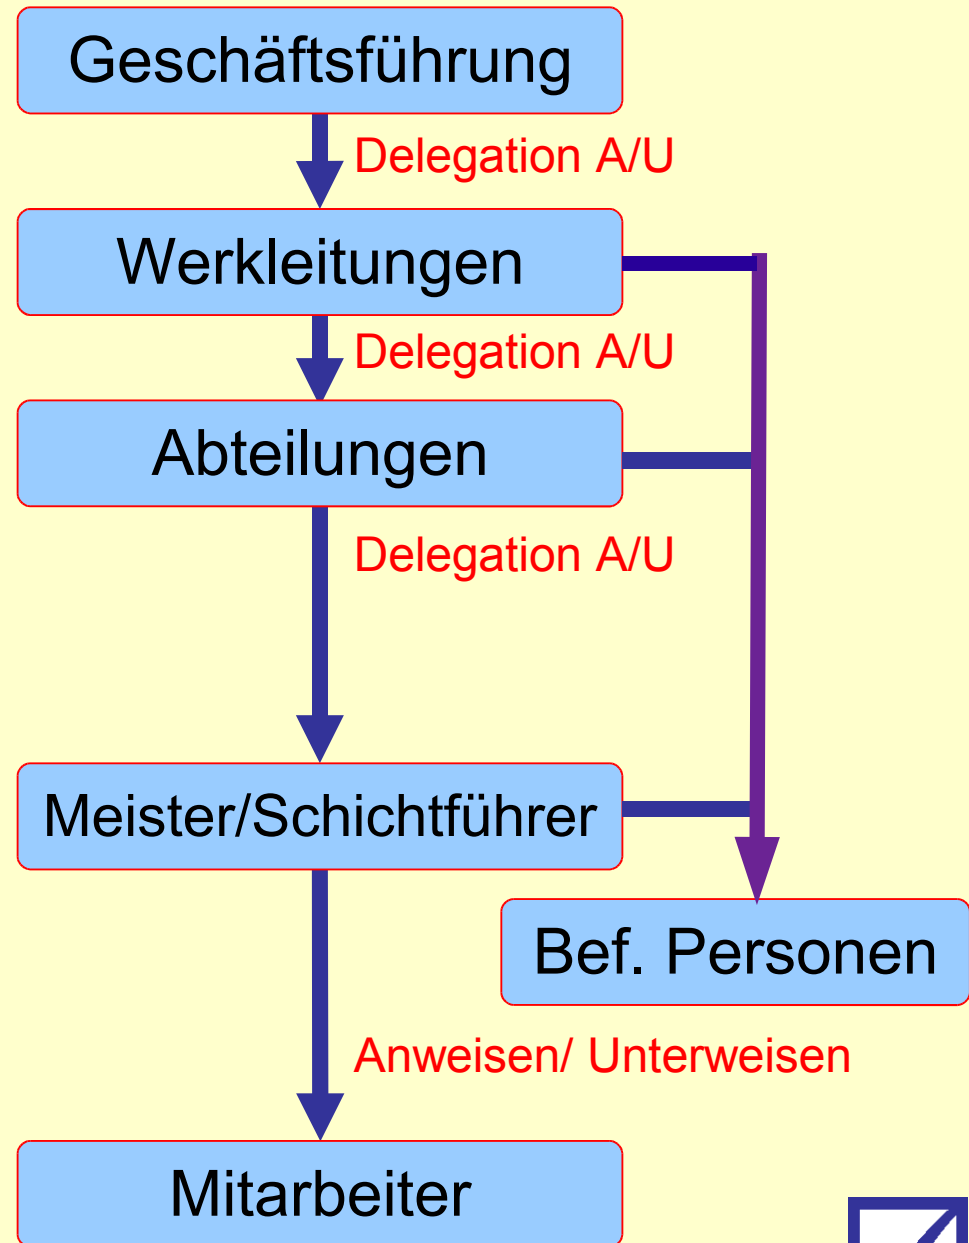 Geschäftsführung
Delegation A/U
Werkleitungen
Delegation A/U
Abteilungen
Delegation A/U
Meister/Schichtführer
Bef. Personen
Anweisen/ Unterweisen
Mitarbeiter